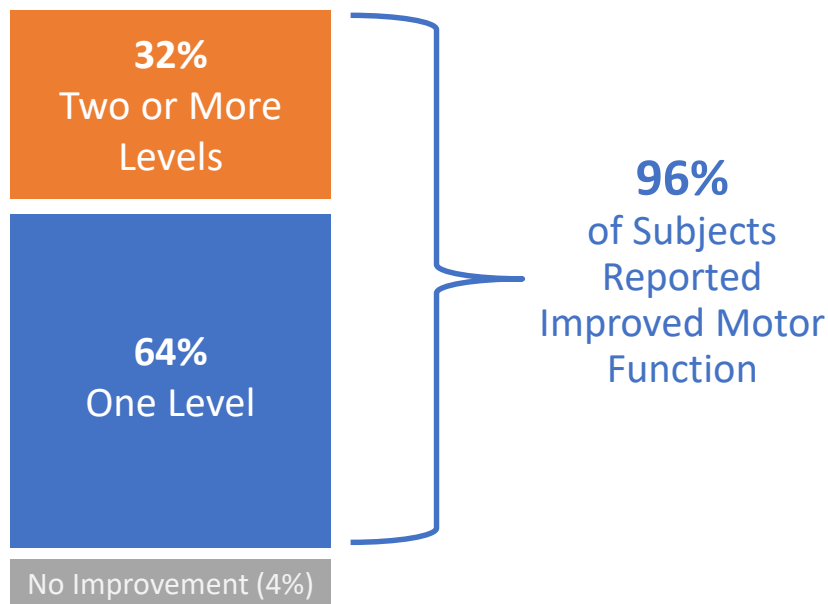 32%
Two or More
Levels
64%
One Level
No Improvement (4%)
96%
of Subjects
Reported
Improved Motor
Function